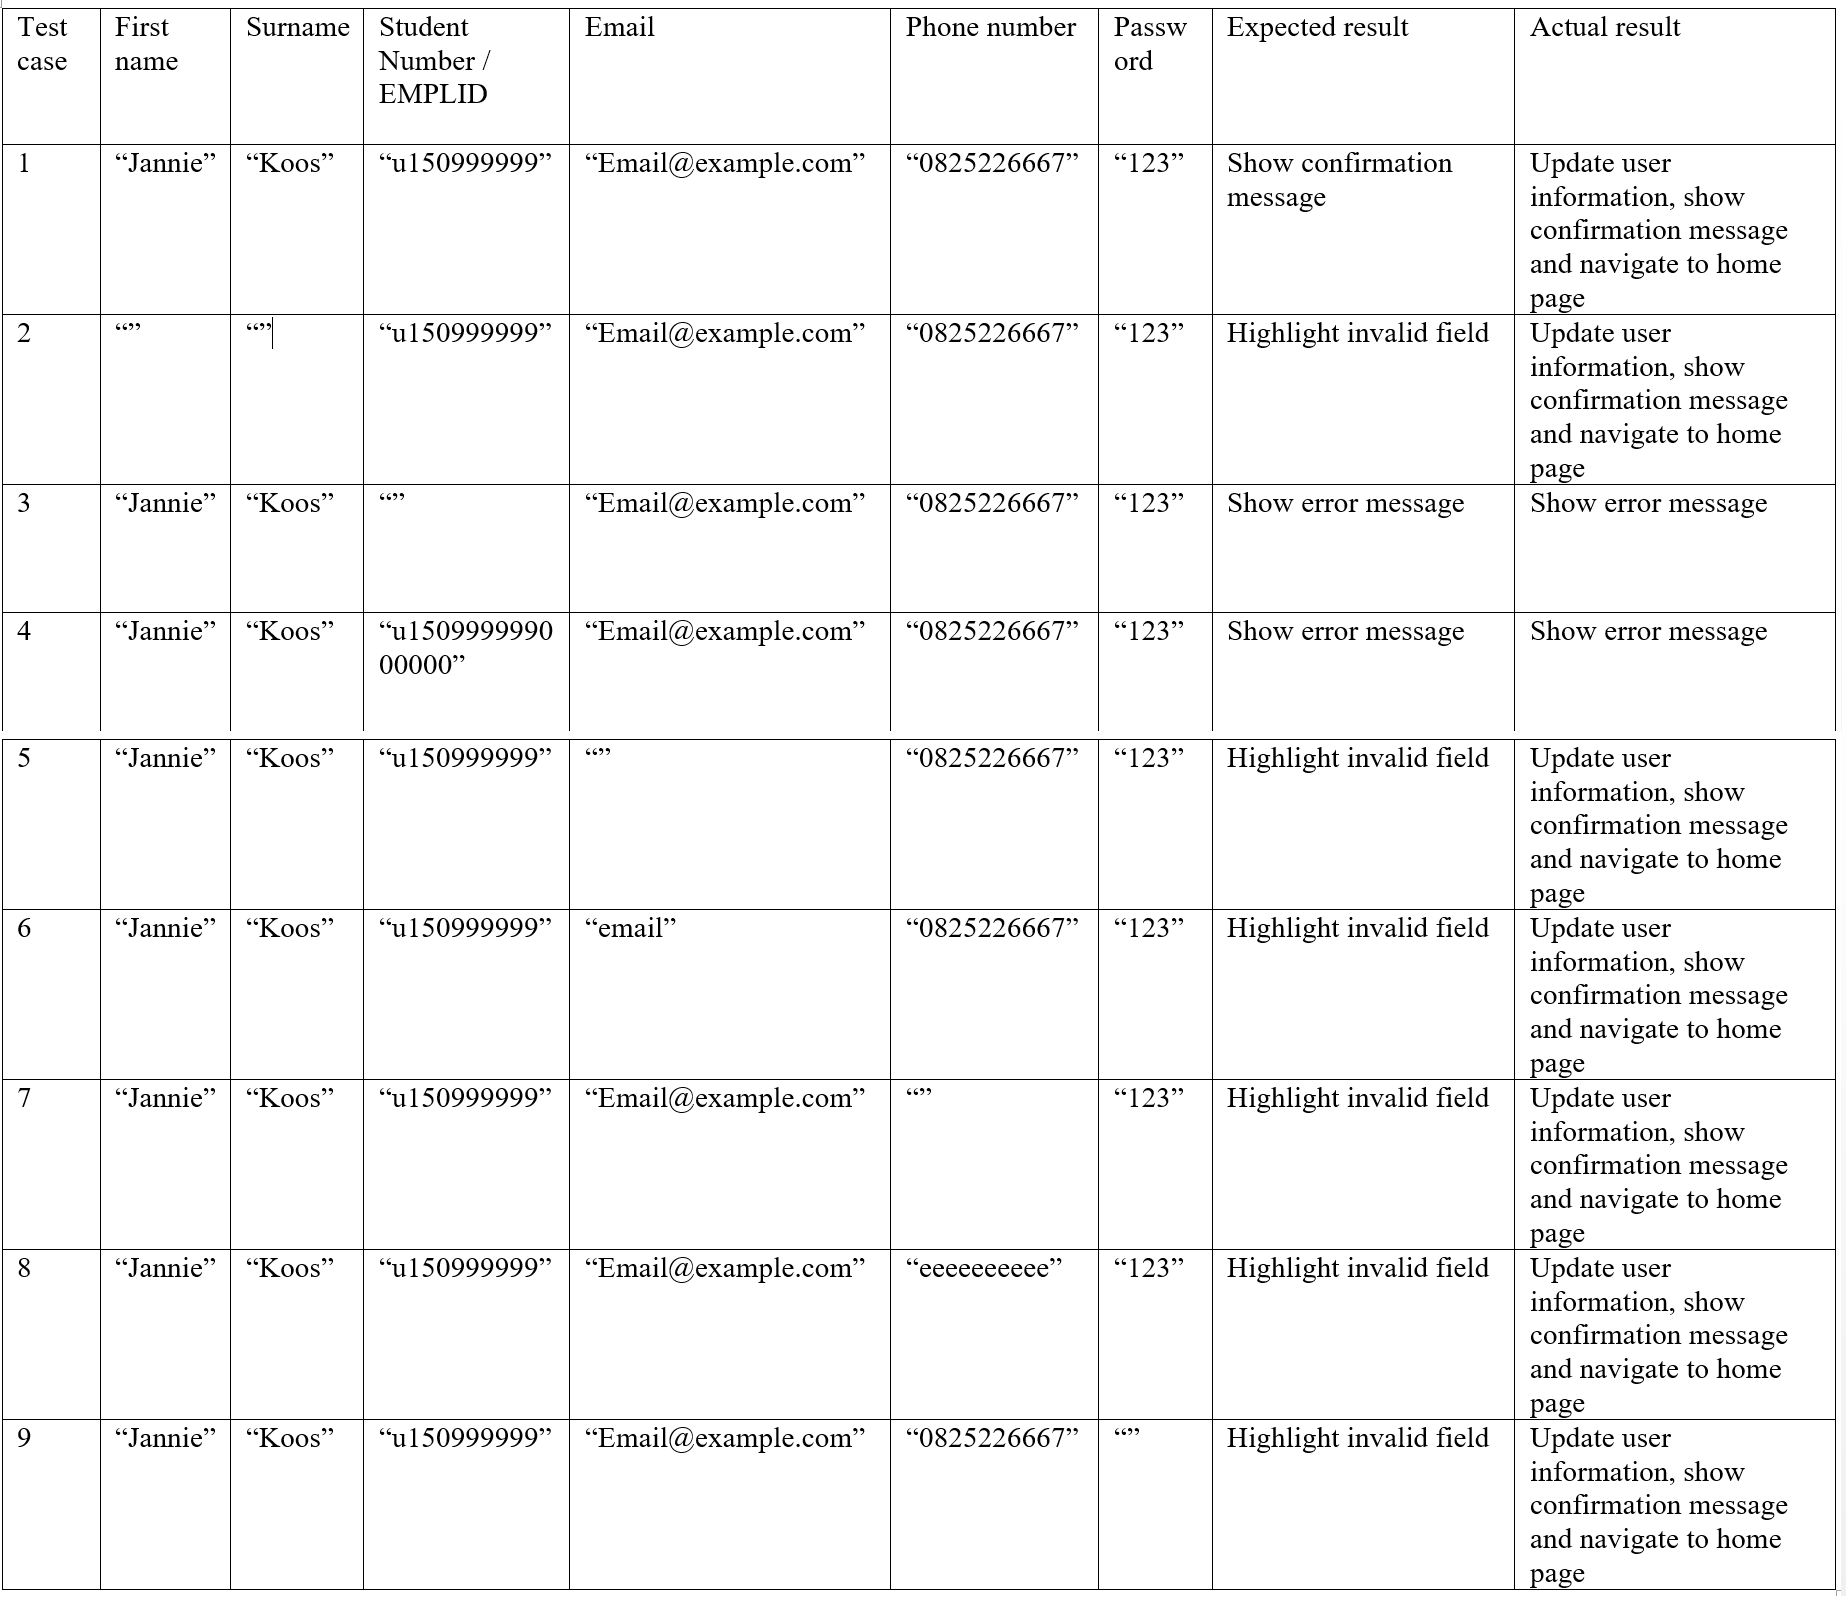 Test case	First name	Surname	Student Number / EMPLID	Email	Phone number	Passw ord	Expected result	Actual result
1	“Jannie”	“Koos”	“u150999999”	“Email@example.com”	“0825226667”	“123”	Show confirmation message	Update user information, show confirmation message and navigate to home page
2	“”	“”	“u150999999”	“Email@example.com”	“0825226667”	“123”	Highlight invalid field	Update user information, show confirmation message and navigate to home page
3	“Jannie”	“Koos”	“”	“Email@example.com”	“0825226667”	“123”	Show error message	Show error message
4	“Jannie”	“Koos”	“u1509999990 00000”	“Email@example.com”	“0825226667”	“123”	Show error message	Show error message
5	“Jannie”	“Koos”	“u150999999”	“”	“0825226667”	“123”	Highlight invalid field	Update user information, show confirmation message and navigate to home page
6	“Jannie”	“Koos”	“u150999999”	“email”	“0825226667”	“123”	Highlight invalid field	Update user information, show confirmation message and navigate to home page
7	“Jannie”	“Koos”	“u150999999”	“Email@example.com”	“”	“123”	Highlight invalid field	Update user information, show confirmation message and navigate to home page
8	“Jannie”	“Koos”	“u150999999”	“Email@example.com”	“eeeeeeeeee”	“123”	Highlight invalid field	Update user information, show confirmation message and navigate to home page
9	“Jannie”	“Koos”	“u150999999”	“Email@example.com”	“0825226667”	“”	Highlight invalid field	Update user information, show confirmation message and navigate to home page